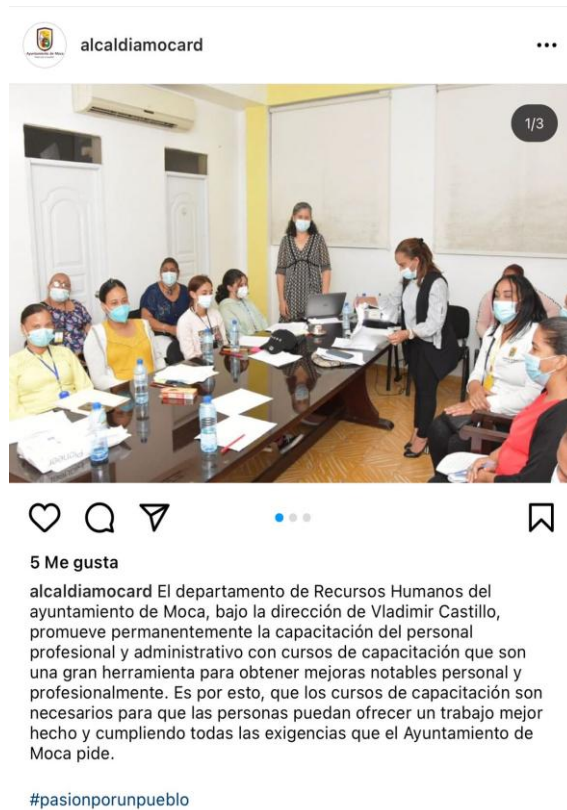 alcaldiamocard
1/3
5 Me gusta
alcaldiamocard El departamento de Recursos Humanos del
ayuntamiento de Moca, bajo la dirección de Vladimir Castillo,
promueve permanentemente la capacitación del personal
profesional y administrativo con cursos de capacitación que son
una gran herramienta para obtener mejoras notables personal y
profesionalmente. Es por esto, que los cursos de capacitación son
necesarios para que las personas puedan ofrecer un trabajo mejor
hecho y cumpliendo todas las exigencias que el Ayuntamiento de
Moca pide.
#pasionporunpueblo